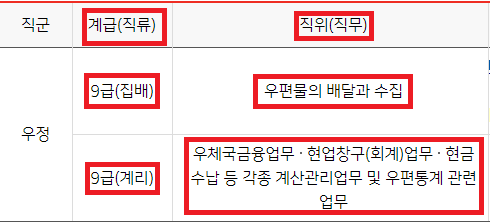 직군 계급(직류) 직위(직무)
9급(집배) 우편물의 배달과 수집
우정
9급(계리) 우체국금융업무 · 현업창구(회계)업무 · 현금
수납 등 각종 계산관리업무 및 우편통계 관련
업무